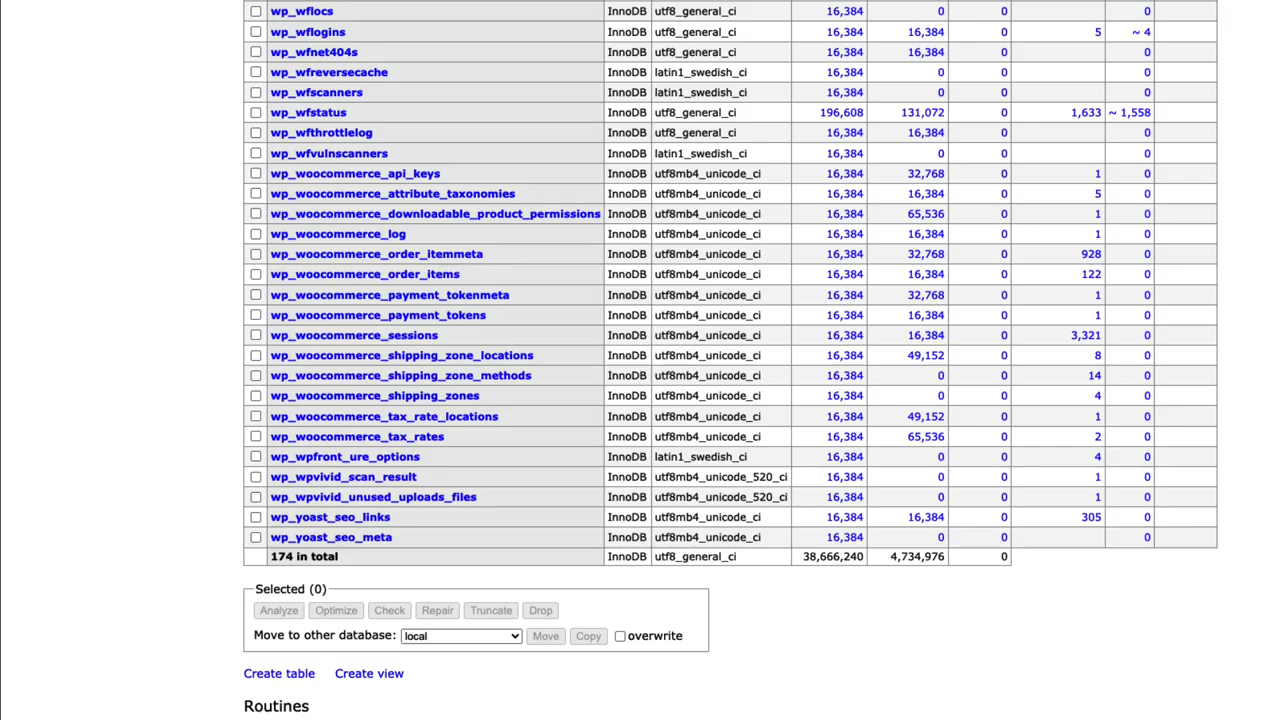 wp_wflocs InnoDB utf8_general_ci 16,384 0 0 0
wp_wflogins InnoDB utf8_general_ci 16,384 16,384 0 5 ~ 4
wp_wfnet404s InnoDB utf8_general_ci 16,384 16,384 0 0
wp_wfreversecache InnoDB latin1_swedish_ci 16,384 0 0 0
wp_wfscanners InnoDB latin1_swedish_ci 16,384 0 0 0
wp_wfstatus InnoDB utf8_general_ci 196,608 131,072 0 1,633 ~ 1,558
wp_wfthrottlelog InnoDB utf8_general_ci 16,384 16,384 0 0
wp_wfvulnscanners InnoDB latin1_swedish_ci 16,384 0 0 0
wp_woocommerce_api_keys InnoDB utf8mb4_unicode_ci 16,384 32,768 0 1 0
wp_woocommerce_attribute_taxonomies InnoDB utf8mb4_unicode_ci 16,384 16,384 0 5 0
wp_woocommerce_downloadable_product_permissions InnoDB utf8mb4_unicode_ci 16,384 65,536 0 1 0
wp_woocommerce_log InnoDB utf8mb4_unicode_ci 16,384 16,384 0 1 0
wp_woocommerce_order_itemmeta InnoDB utf8mb4_unicode_ci 16,384 32,768 0 928 0
wp_woocommerce_order_items InnoDB utf8mb4_unicode_ci 16,384 16,384 0 122 0
wp_woocommerce_payment_tokenmeta InnoDB utf8mb4_unicode_ci 16,384 32,768 0 1 0
wp_woocommerce_payment_tokens InnoDB utf8mb4_unicode_ci 16,384 16,384 0 1 0
wp_woocommerce_sessions InnoDB utf8mb4_unicode_ci 16,384 16,384 0 3,321 0
wp_woocommerce_shipping_zone_locations InnoDB utf8mb4_unicode_ci 16,384 49,152 0 8 0
wp_woocommerce_shipping_zone_methods InnoDB utf8mb4_unicode_ci 16,384 0 0 14 0
wp_woocommerce_shipping_zones InnoDB utf8mb4_unicode_ci 16,384 0 0 4 0
wp_woocommerce_tax_rate_locations InnoDB utf8mb4_unicode_ci 16,384 49,152 0 1 0
wp_woocommerce_tax_rates InnoDB utf8mb4_unicode_ci 16,384 65,536 0 2 0
wp_wpfront_ure_options InnoDB latin1_swedish_ci 16,384 0 0 4 0
wp_wpvivid_scan_result InnoDB utf8mb4_unicode_520_ci 16,384 0 0 1 0
wp_wpvivid_unused_uploads_files InnoDB utf8mb4_unicode_520_ci 16,384 0 0 1 0
wp_yoast_seo_links InnoDB utf8mb4_unicode_ci 16,384 16,384 0 305 0
wp_yoast_seo_meta InnoDB utf8mb4_unicode_ci 16,384 0 0 0
174 in total InnoDB utf8_general_ci 38,666,240 4,734,976 0
Selected (0)
Analyze Optimize Check Repair Truncate Drop
Move to other database: local Move Copy overwrite
Create table Create view
Routines